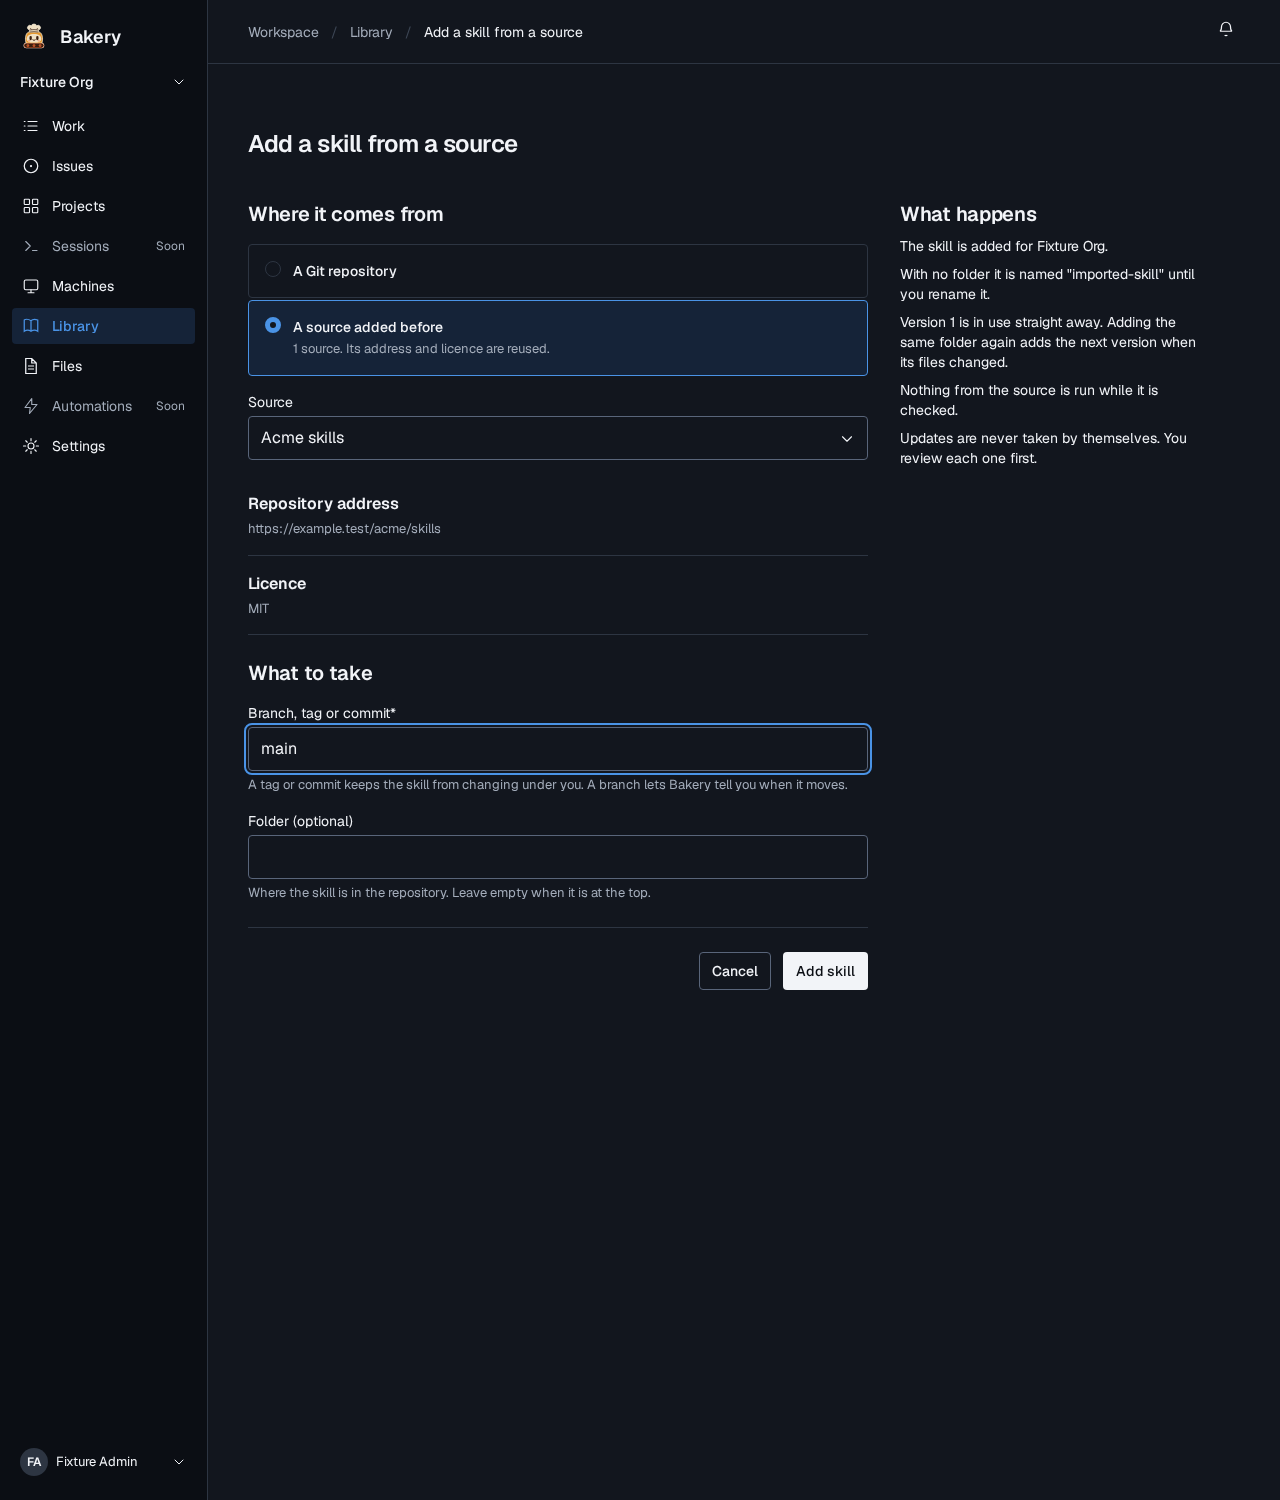 Bakery
Fixture Org
Work
Issues
Projects
Sessions Soon
Machines
Library
Files
Automations Soon
Settings
FA Fixture Admin
Workspace / Library / Add a skill from a source
Add a skill from a source
Where it comes from
A Git repository
A source added before
1 source. Its address and licence are reused.
Source
Acme skills
Repository address
https://example.test/acme/skills
Licence
MIT
What to take
Branch, tag or commit*
main
A tag or commit keeps the skill from changing under you. A branch lets Bakery tell you when it moves.
Folder (optional)
Where the skill is in the repository. Leave empty when it is at the top.
Cancel
Add skill
What happens
The skill is added for Fixture Org.
With no folder it is named "imported-skill" until
you rename it.
Version 1 is in use straight away. Adding the
same folder again adds the next version when
its files changed.
Nothing from the source is run while it is
checked.
Updates are never taken by themselves. You
review each one first.